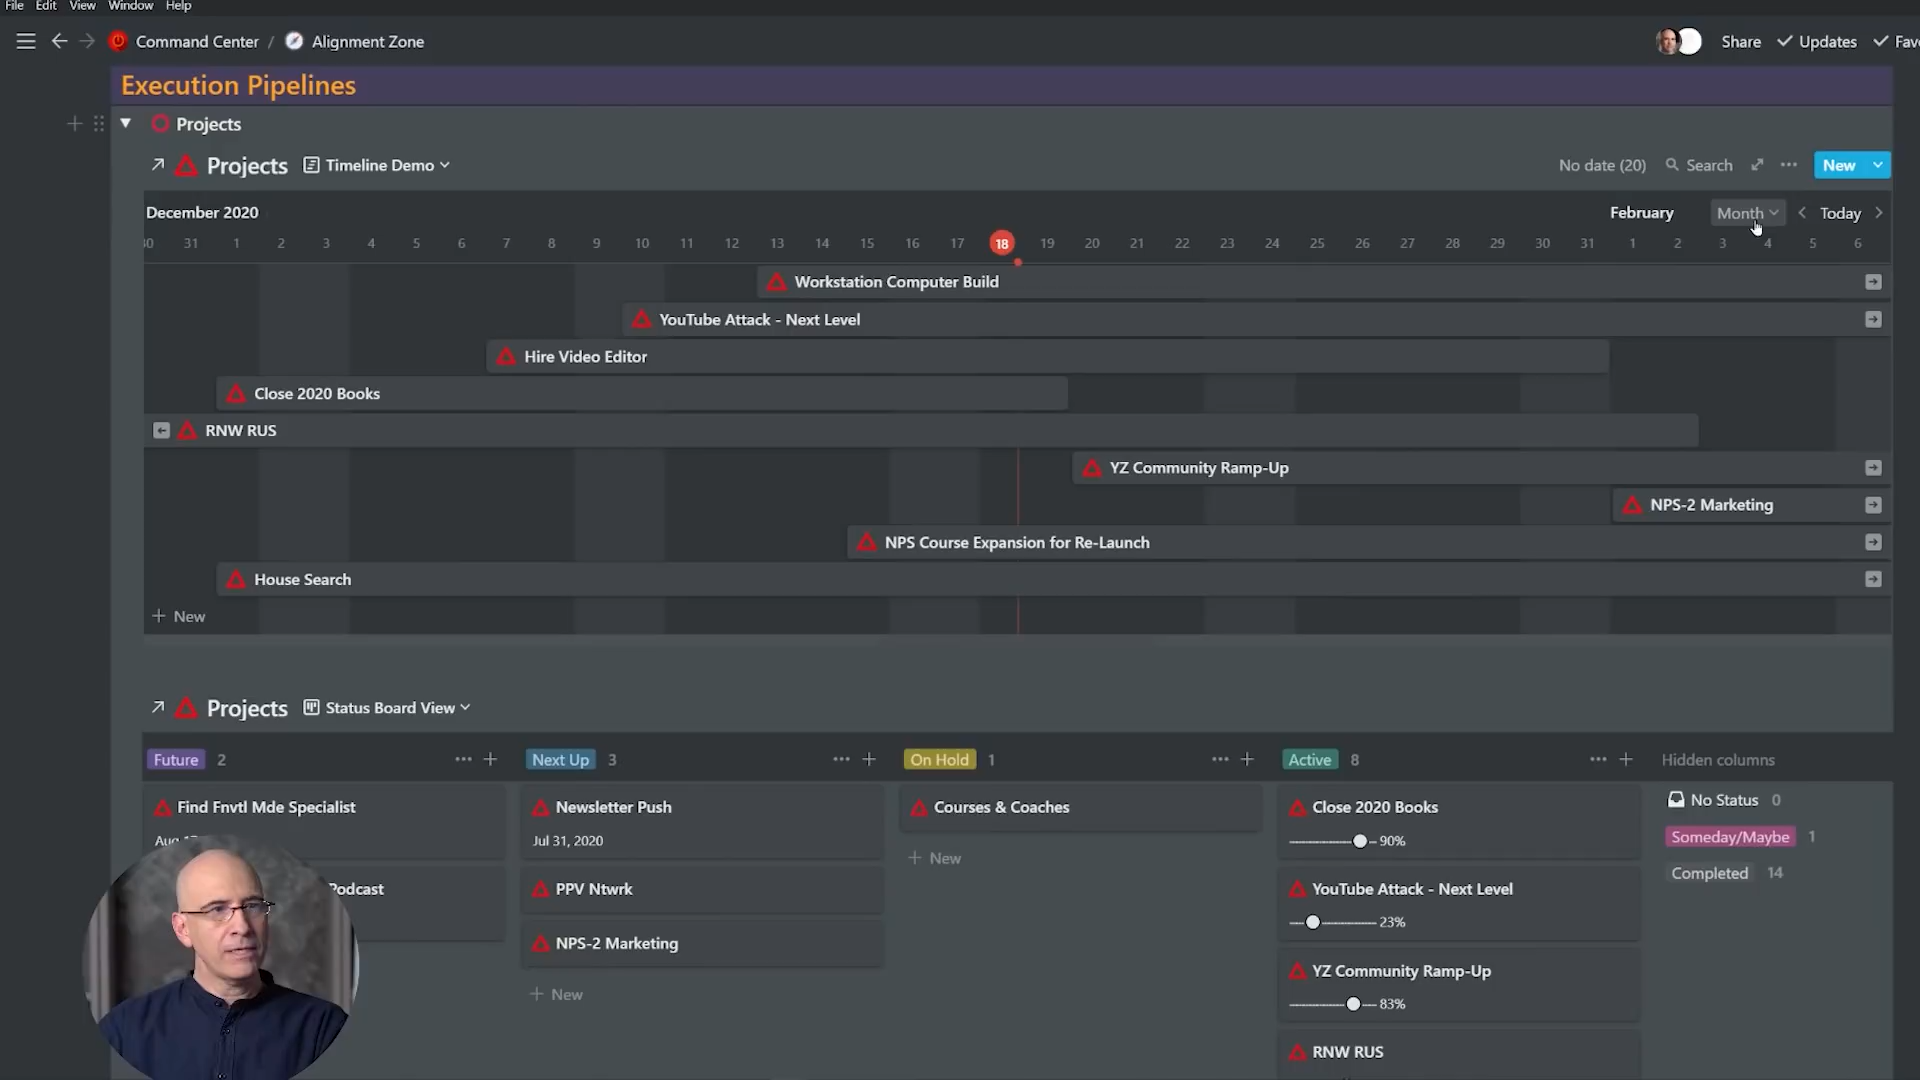 File Edit View Window Help
Command Center / Alignment Zone
Share Updates
Execution Pipelines
Projects
Projects Timeline Demo No date (20) Search New
December 2020 February Month Today
31 1 2 3 4 5 6 7 8 9 10 11 12 13 14 15 16 17 18 19 20 21 22 23 24 25 26 27 28 29 30 31 1 2 3 4 5 6
Workstation Computer Build
YouTube Attack - Next Level
Hire Video Editor
Close 2020 Books
RNW RUS
YZ Community Ramp-Up
NPS-2 Marketing
NPS Course Expansion for Re-Launch
House Search
+ New
Projects Status Board View
Future 2
Find Fnvtl Mde Specialist
Podcast
Next Up 3
Newsletter Push
Jul 31, 2020
PPV Ntwrk
NPS-2 Marketing
+ New
On Hold 1
Courses & Coaches
+ New
Active 8
Close 2020 Books
90%
YouTube Attack - Next Level
23%
YZ Community Ramp-Up
83%
RNW RUS
Hidden columns
No Status 0
Someday/Maybe 1
Completed 14